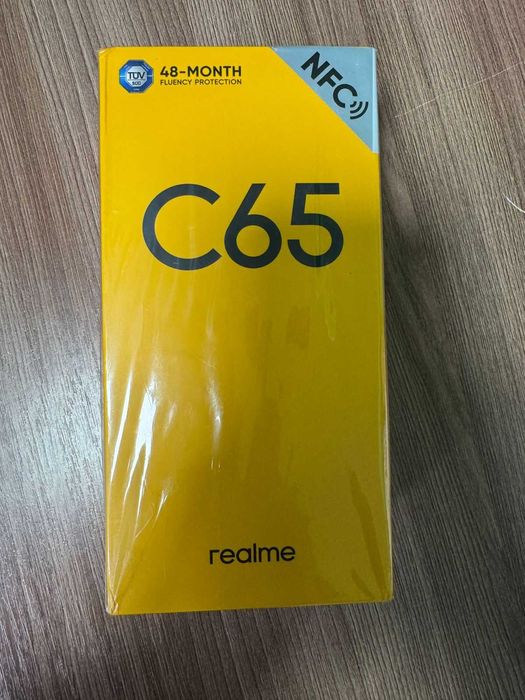 TÜV
SÜD
48-MONTH
FLUENCY PROTECTION
NFC
C65
realme